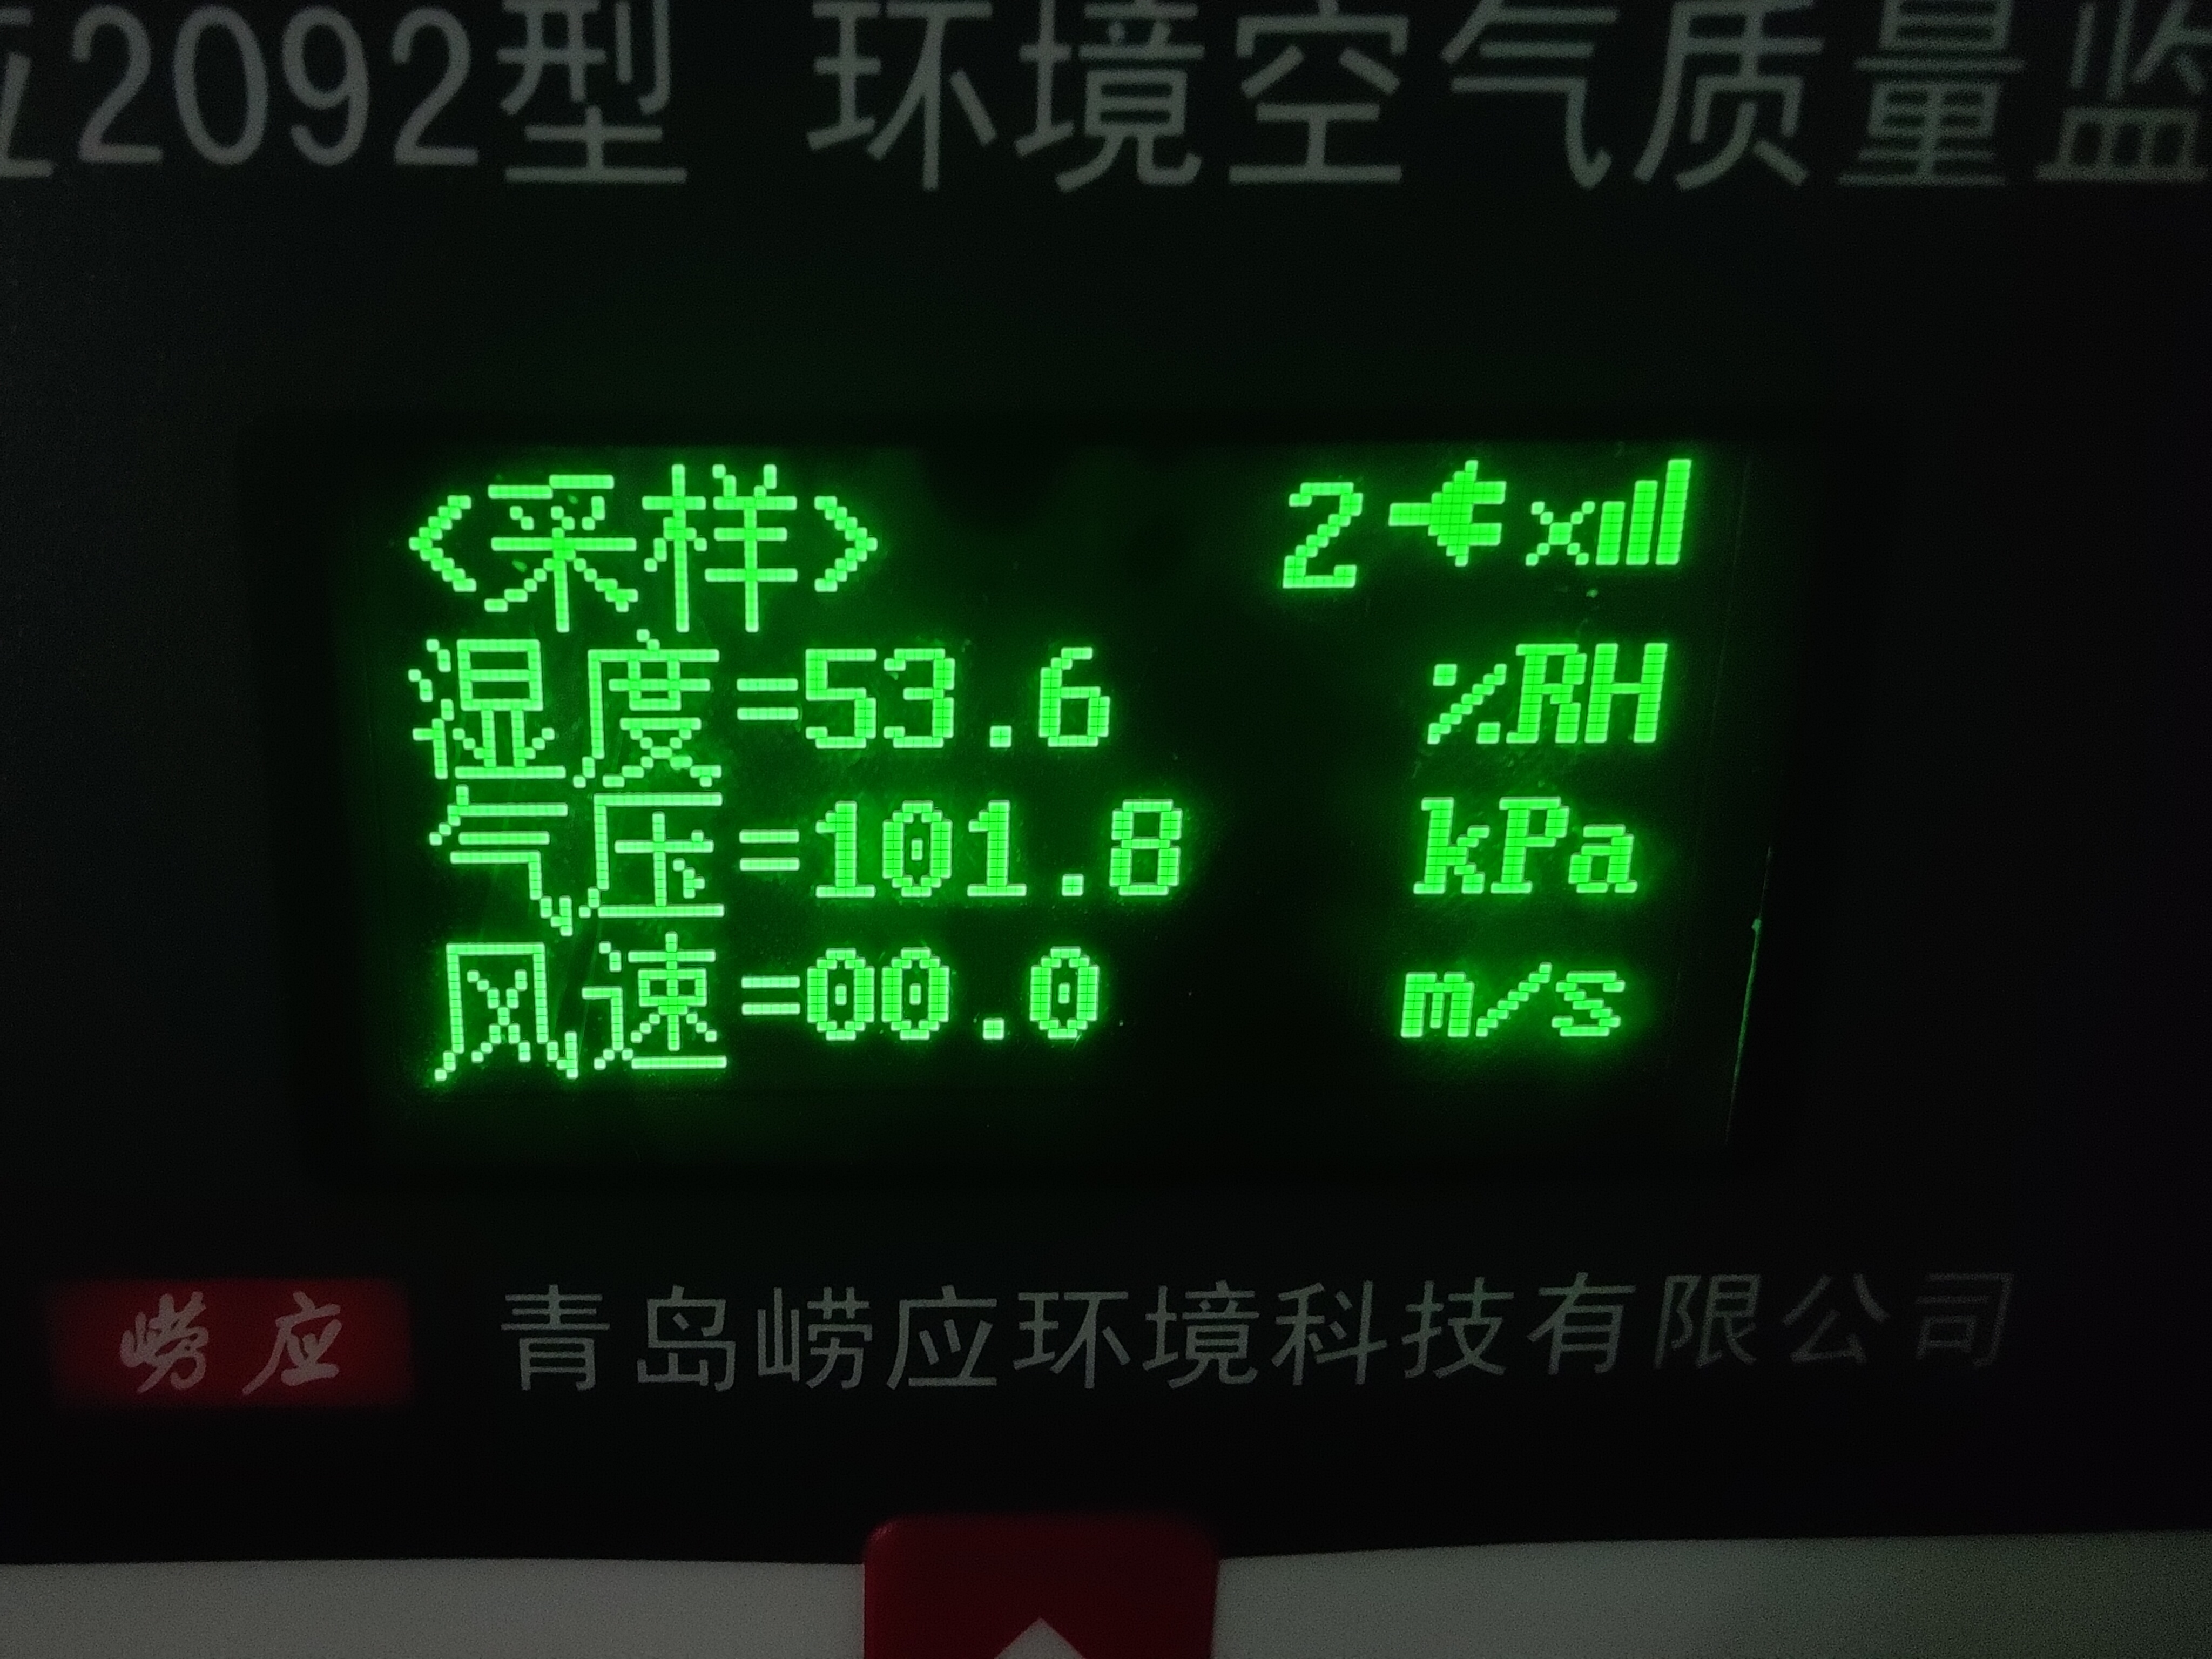 2092型 环境空气质量监
<采样> 2 x
湿度=53.6 %RH
气压=101.8 kPa
风速=00.0 m/s
崂应 青岛崂应环境科技有限公司